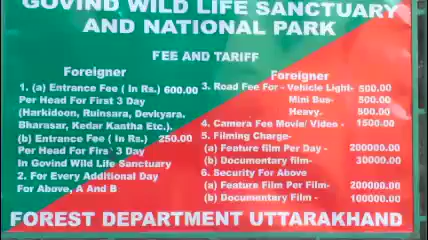 GOVIND WILD LIFE SANCTUARY
AND NATIONAL PARK
FEE AND TARIFF
Foreigner
1. (a) Entrance Fee ( in Rs.) 600.00
Per Head For First 3 Day
(Harkidoon, Ruinsara, Devkyara,
Bharasar, Kedar Kantha Etc.).
(b) Entrance Fee ( in Rs.) 250.00
Per Head For Firs' 3 Day
In Govind Wild Life Sanctuary
2. For Every Additional Day
For Above, A and B
Foreigner
3. Road Fee For - Vehicle Light- 500.00
Mini Bus- 500.00
Heavy. 500.00
4. Camera Fee Movie/ Video - 1500.00
5. Filming Charge-
(a) Feature film Per Day - 200000.00
(b) Documentary film- 30000.00
6. Security For Above
(a) Feature Film Per Film- 200000.00
(b) Documentary Film - 100000.00
FOREST DEPARTMENT UTTARAKHAND